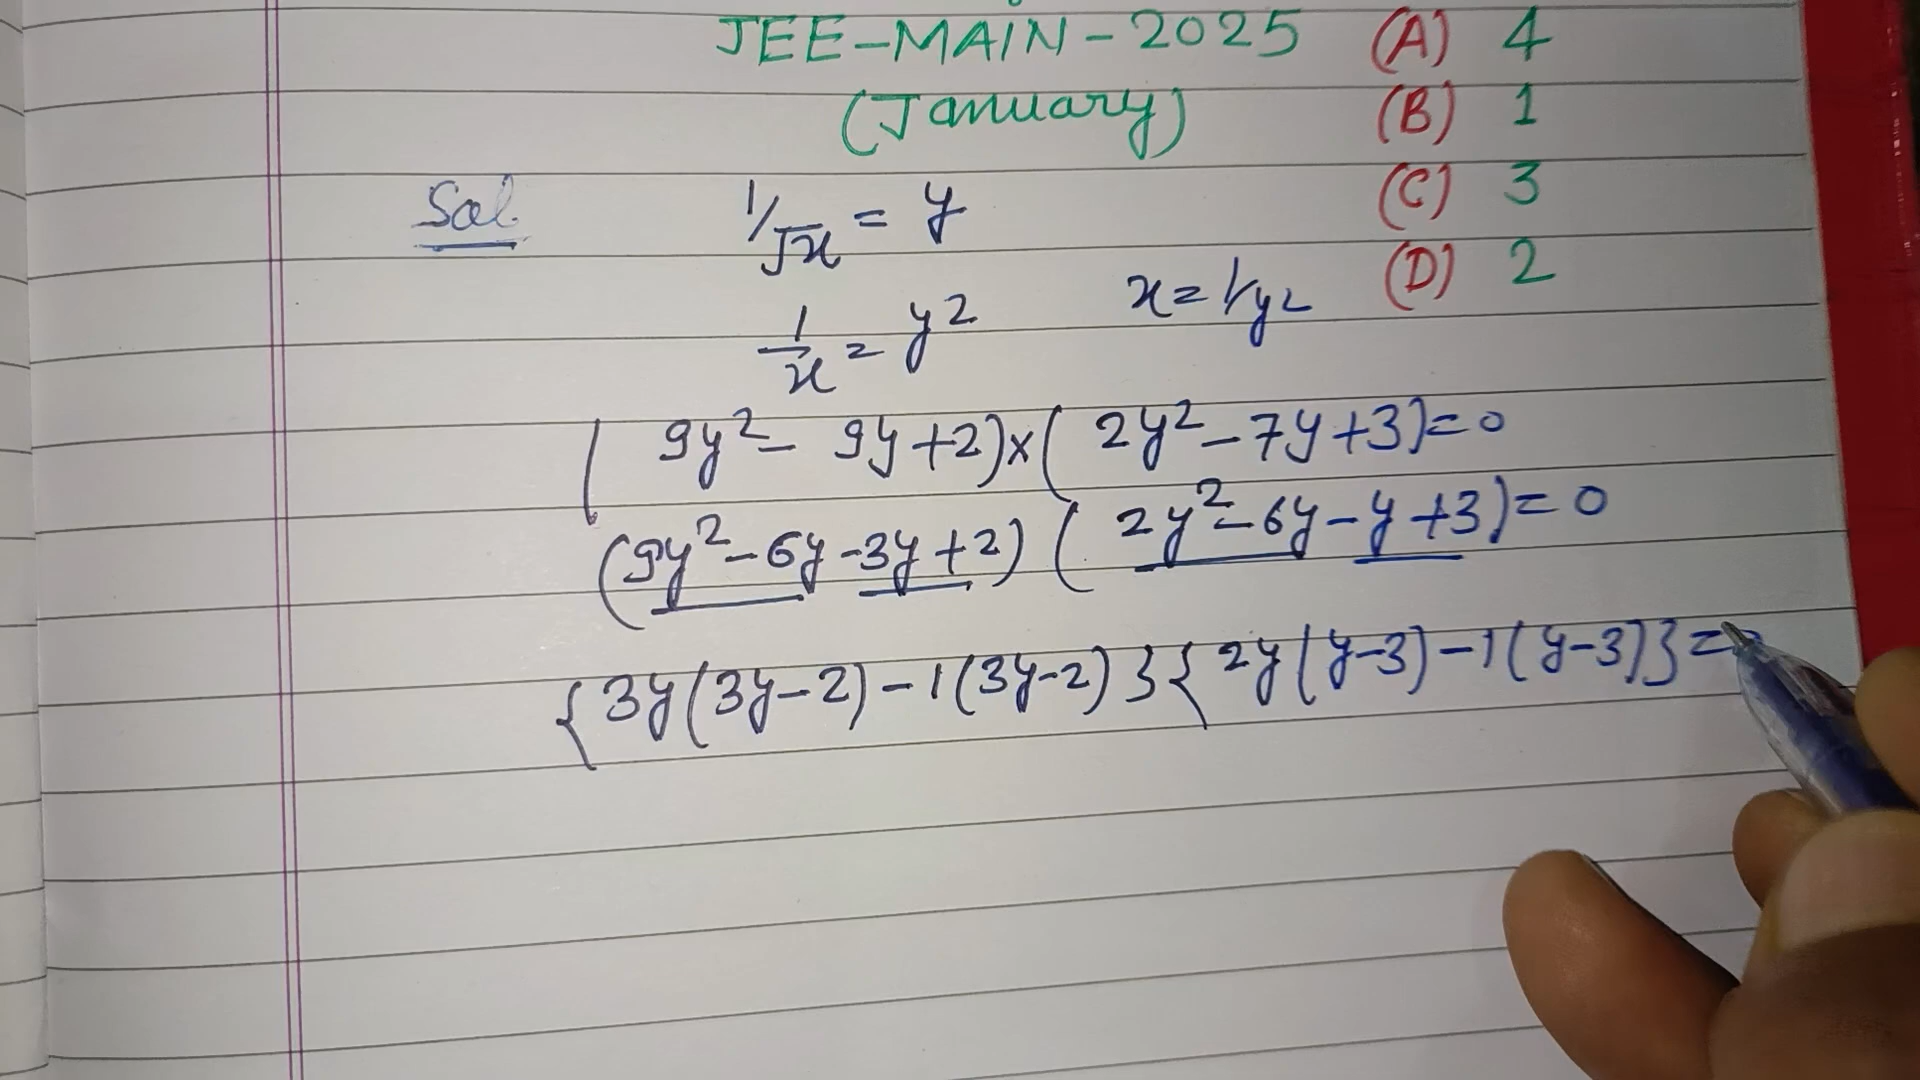 JEE-MAIN-2025 (A) 4
(January) (B) 1
(C) 3
Sol. 1/√x = y
(D) 2
1/x = y² x = 1/y²
( 9y² - 9y + 2) × ( 2y² - 7y + 3) = 0
(9y² - 6y - 3y + 2) ( 2y² - 6y - y + 3) = 0
{ 3y(3y - 2) - 1(3y - 2) } { 2y(y - 3) - 1(y - 3)} = 0